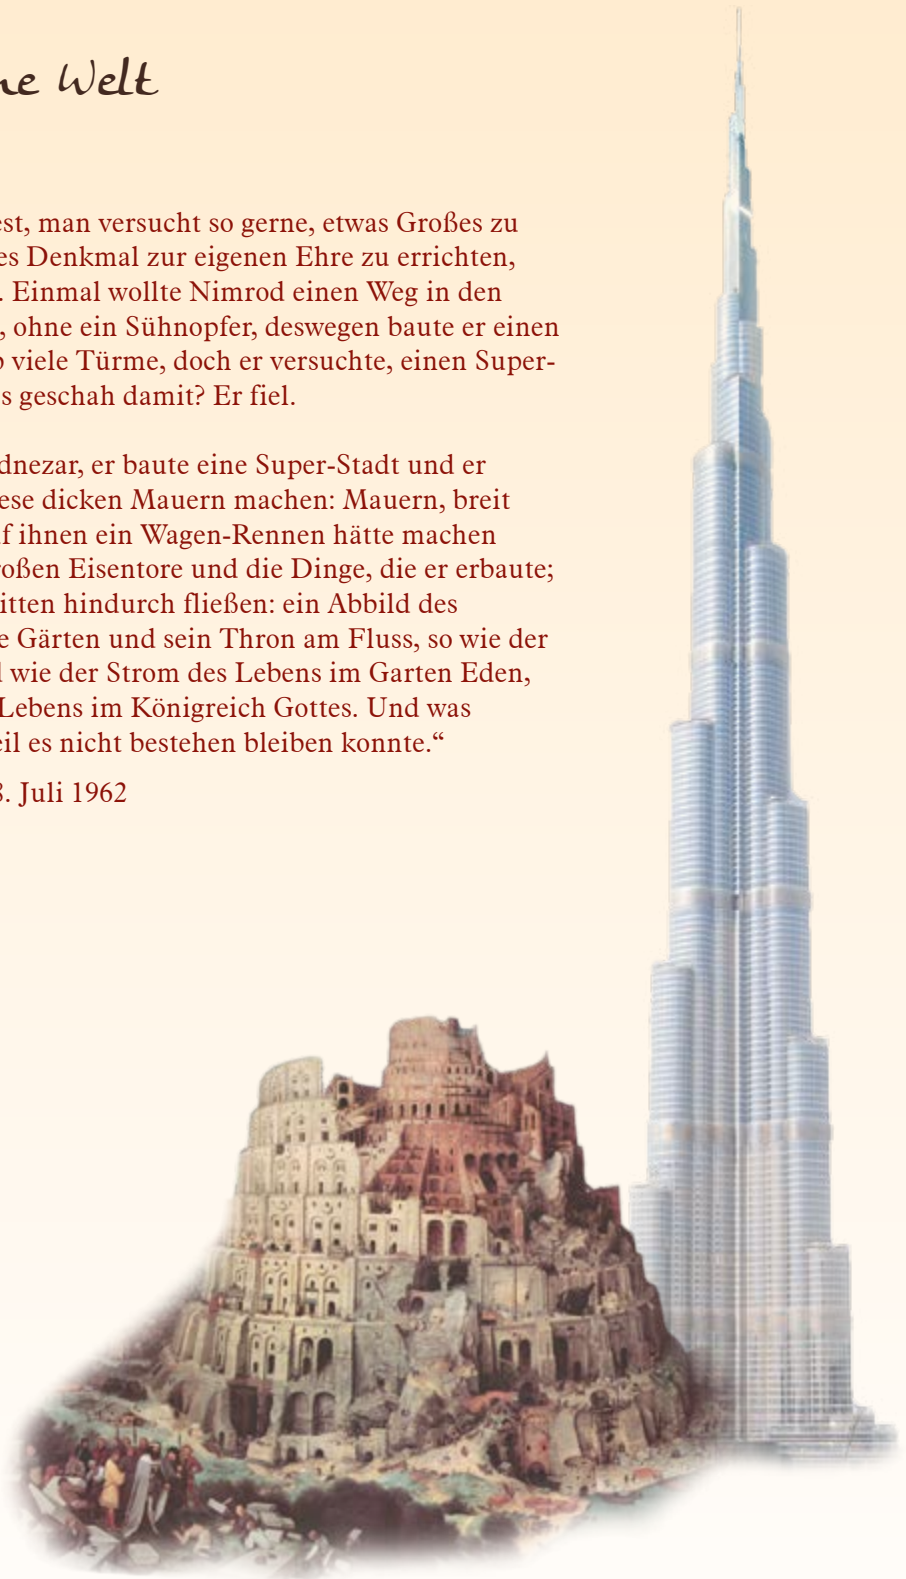 ne Welt
est, man versucht so gerne, etwas Großes zu
es Denkmal zur eigenen Ehre zu errichten,
. Einmal wollte Nimrod einen Weg in den
, ohne ein Sühnopfer, deswegen baute er einen
b viele Türme, doch er versuchte, einen Super-
s geschah damit? Er fiel.
dnezar, er baute eine Super-Stadt und er
ese dicken Mauern machen: Mauern, breit
uf ihnen ein Wagen-Rennen hätte machen
roßen Eisentore und die Dinge, die er erbaute;
itten hindurch fließen: ein Abbild des
e Gärten und sein Thron am Fluss, so wie der
d wie der Strom des Lebens im Garten Eden,
Lebens im Königreich Gottes. Und was
eil es nicht bestehen bleiben konnte.“
8. Juli 1962